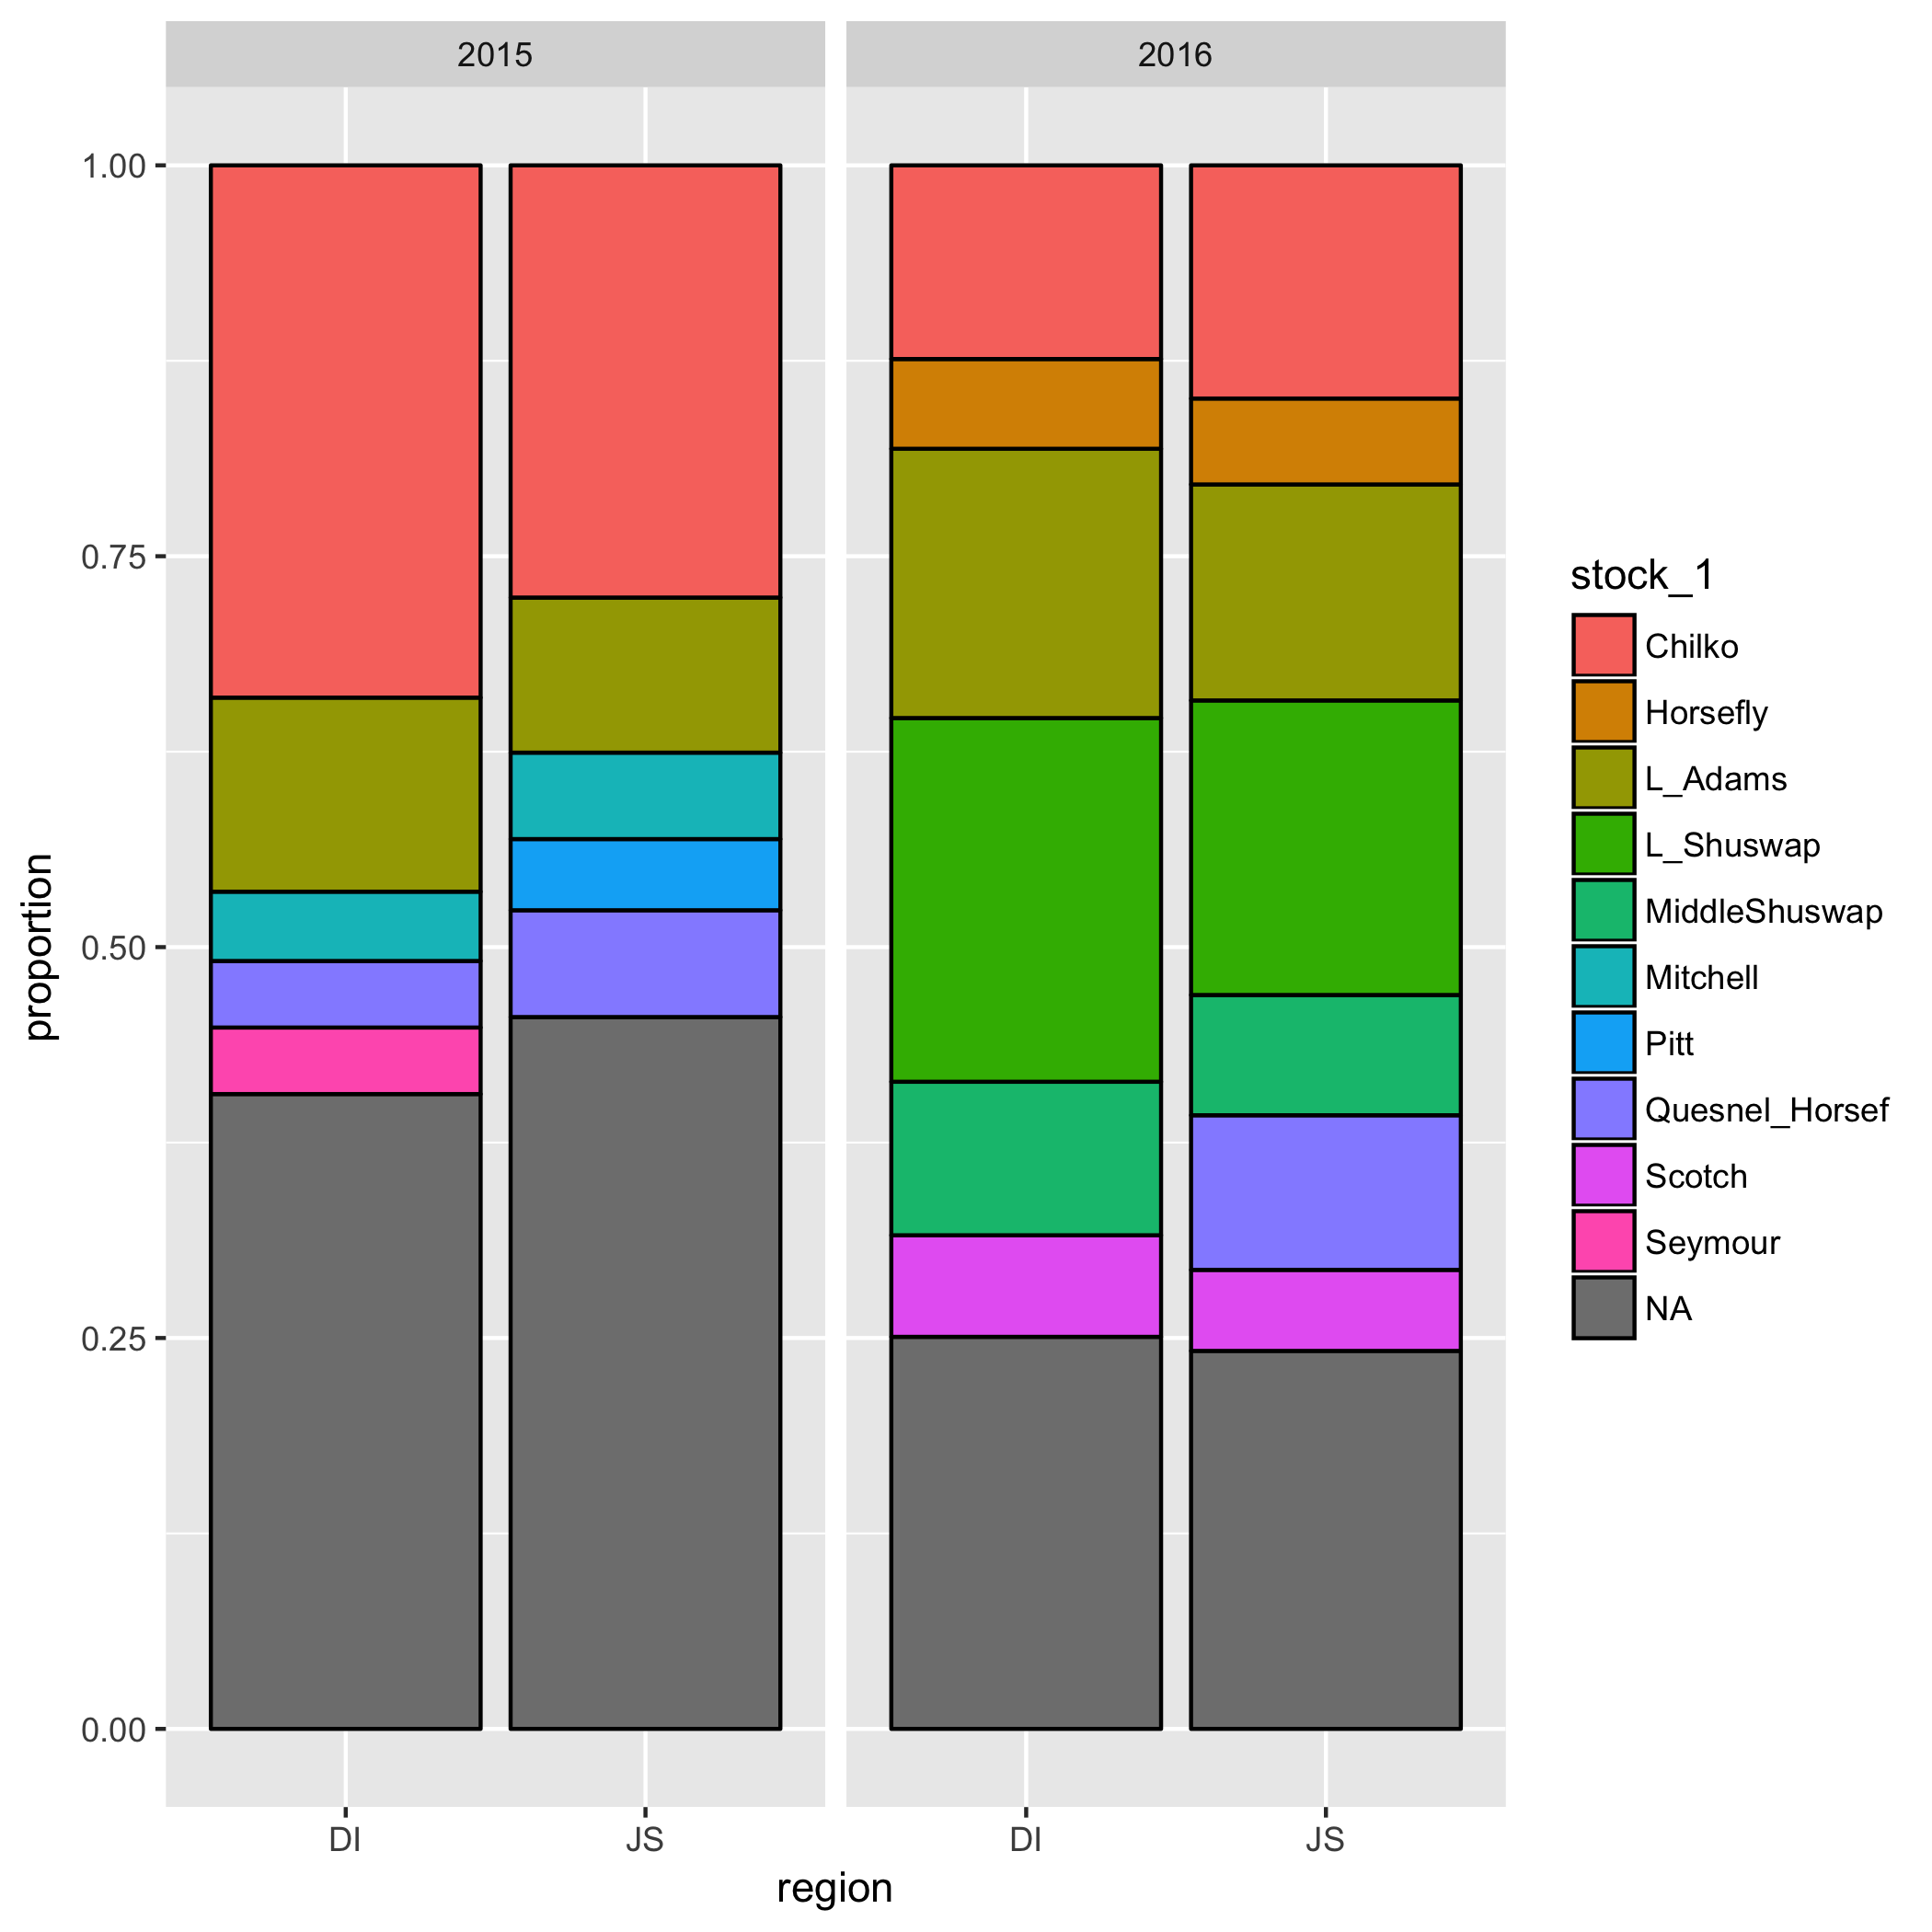 2015
2016
1.00
0.75
0.50
0.25
0.00
proportion
DI
JS
DI
JS
region
stock_1
Chilko
Horsefly
L_Adams
L_Shuswap
MiddleShuswap
Mitchell
Pitt
Quesnel_Horsef
Scotch
Seymour
NA